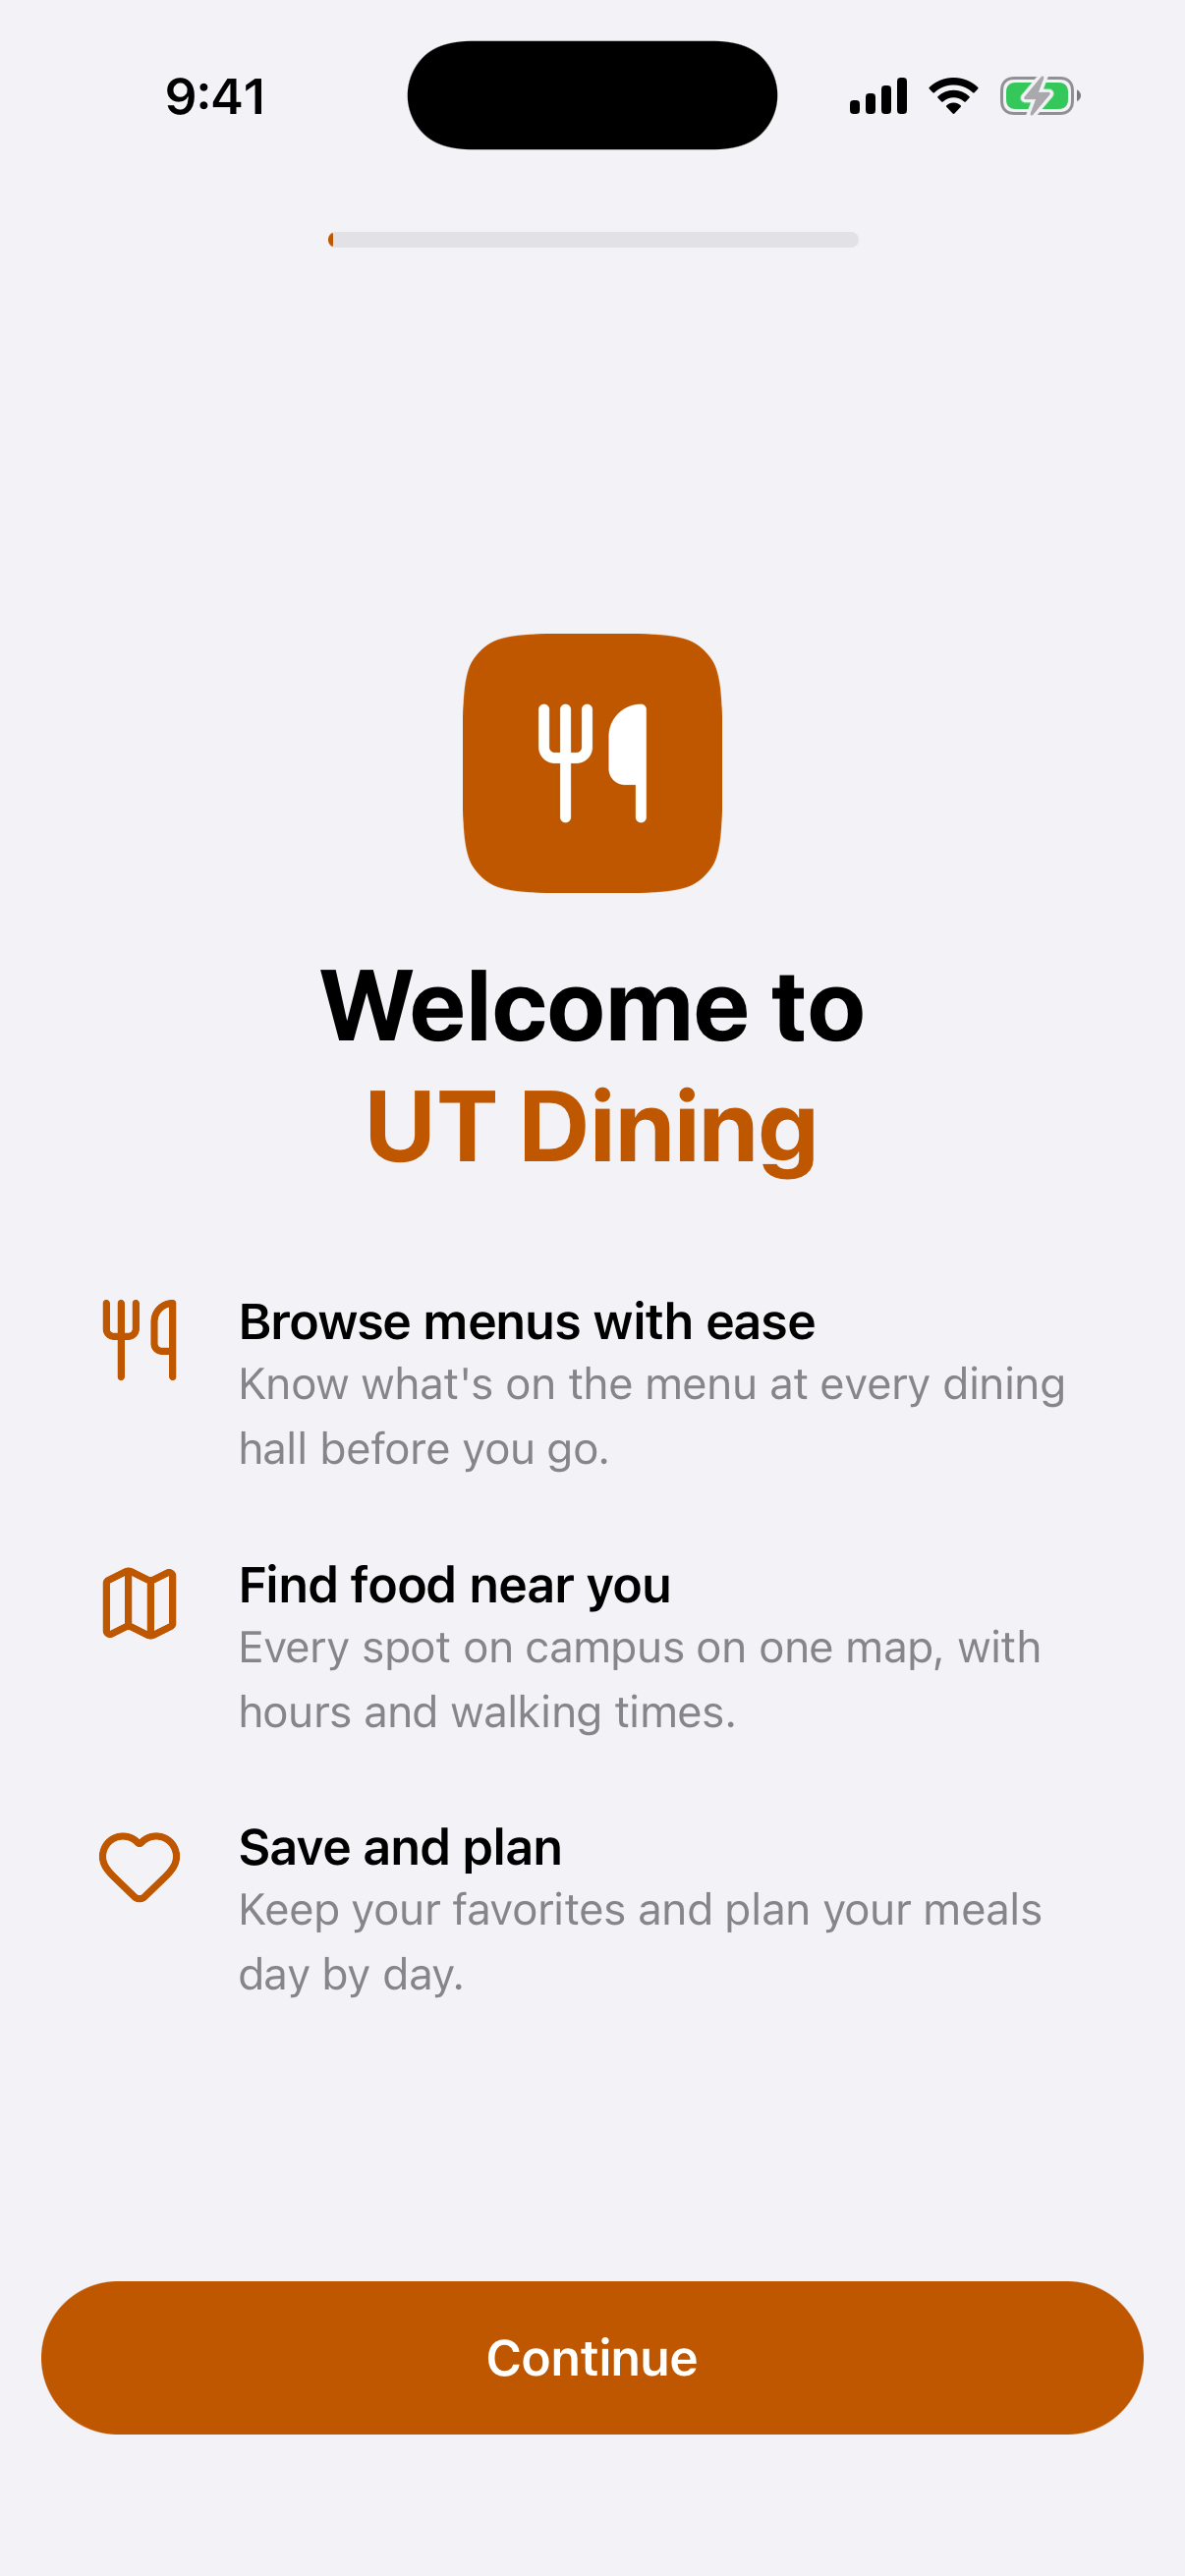 9:41
Welcome to
UT Dining
Browse menus with ease
Know what's on the menu at every dining
hall before you go.
Find food near you
Every spot on campus on one map, with
hours and walking times.
Save and plan
Keep your favorites and plan your meals
day by day.
Continue